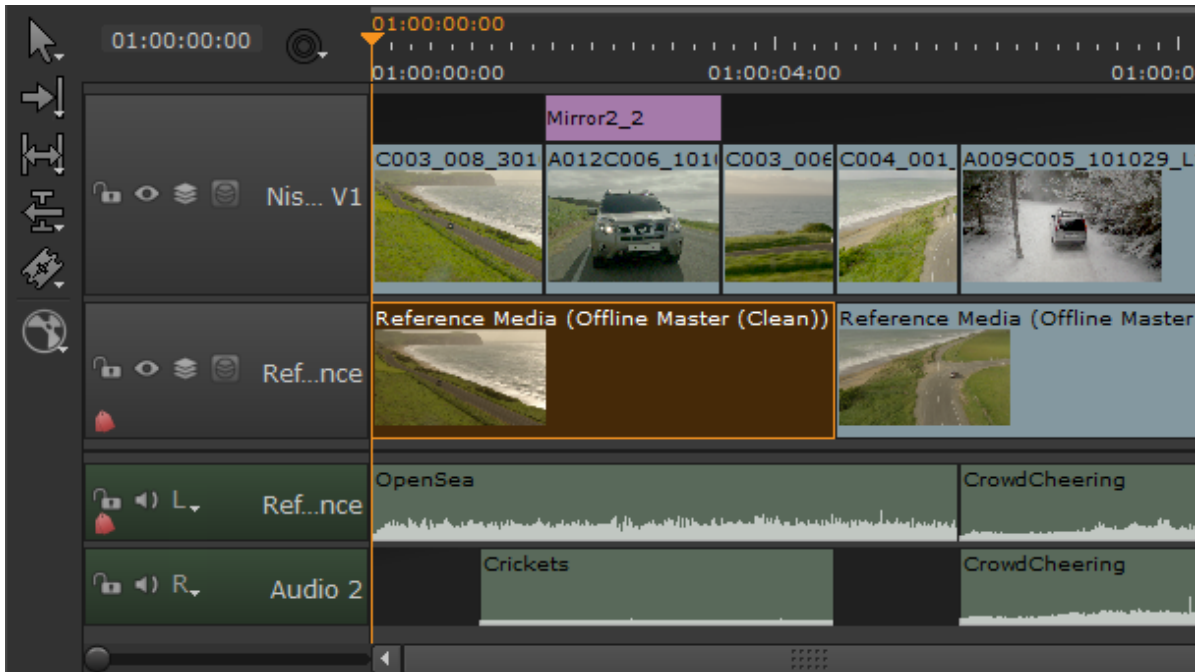 01:00:00:00
01:00:00:00
01:00:00:00 01:00:04:00 01:00:0
Mirror2_2
Nis... V1
C003_008_301 A012C006_101 C003_006 C004_001_ A009C005_101029_L
Ref...nce
Reference Media (Offline Master (Clean)) Reference Media (Offline Master
L Ref...nce
OpenSea CrowdCheering
R Audio 2
Crickets CrowdCheering